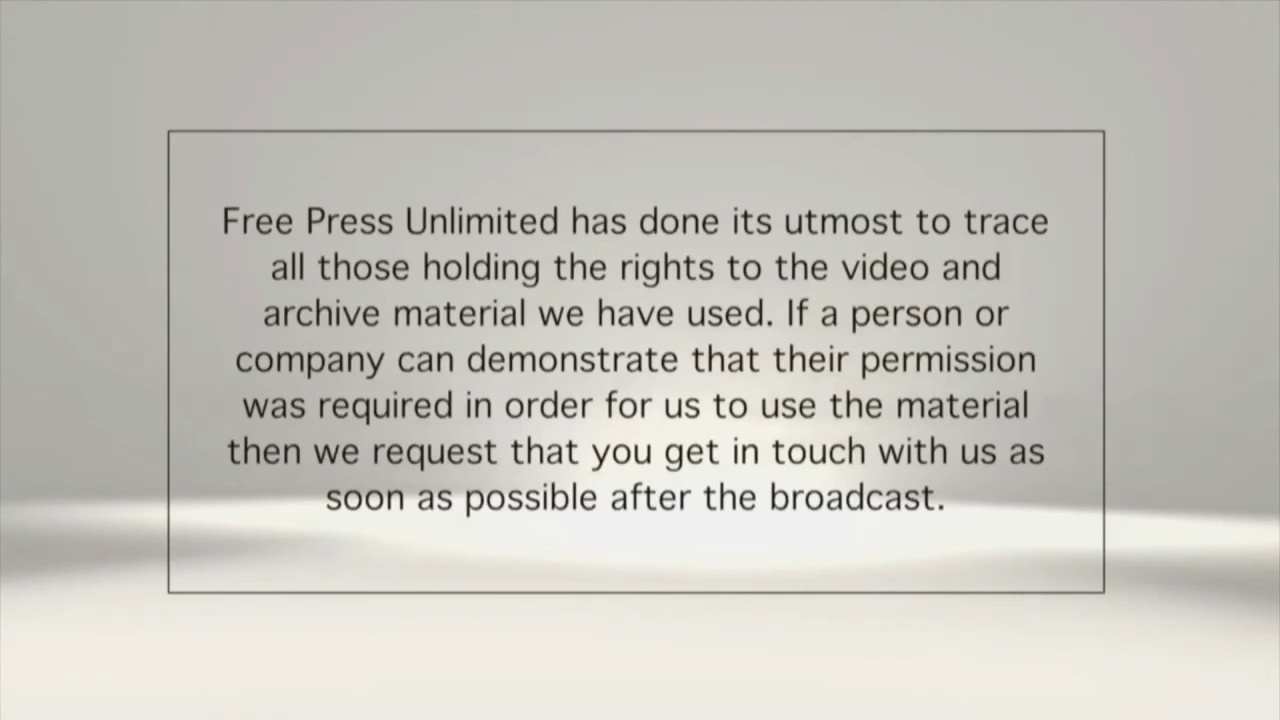 Free Press Unlimited has done its utmost to trace
all those holding the rights to the video and
archive material we have used. If a person or
company can demonstrate that their permission
was required in order for us to use the material
then we request that you get in touch with us as
soon as possible after the broadcast.